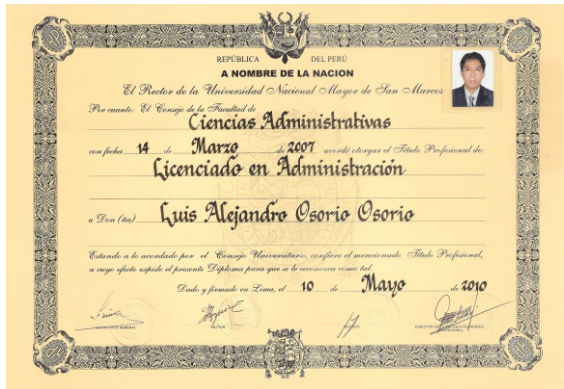 REPÚBLICA DEL PERÚ
A NOMBRE DE LA NACION
El Rector de la Universidad Nacional Mayor de San Marcos
Por cuanto: El Consejo de la Facultad de
Ciencias Administrativas
con fecha 14 de Marzo de 2007 acordó otorgar el Título Profesional de:
Licenciado en Administración
a Don (ña) Luis Alejandro Osorio Osorio
Estando a lo acordado por el Consejo Universitario, confiere el mencionado Título Profesional,
a cuyo efecto expide el presente Diploma para que se le reconozca como tal.
Dado y firmado en Lima, el 10 de Mayo de 2010
RECTOR
DECANO